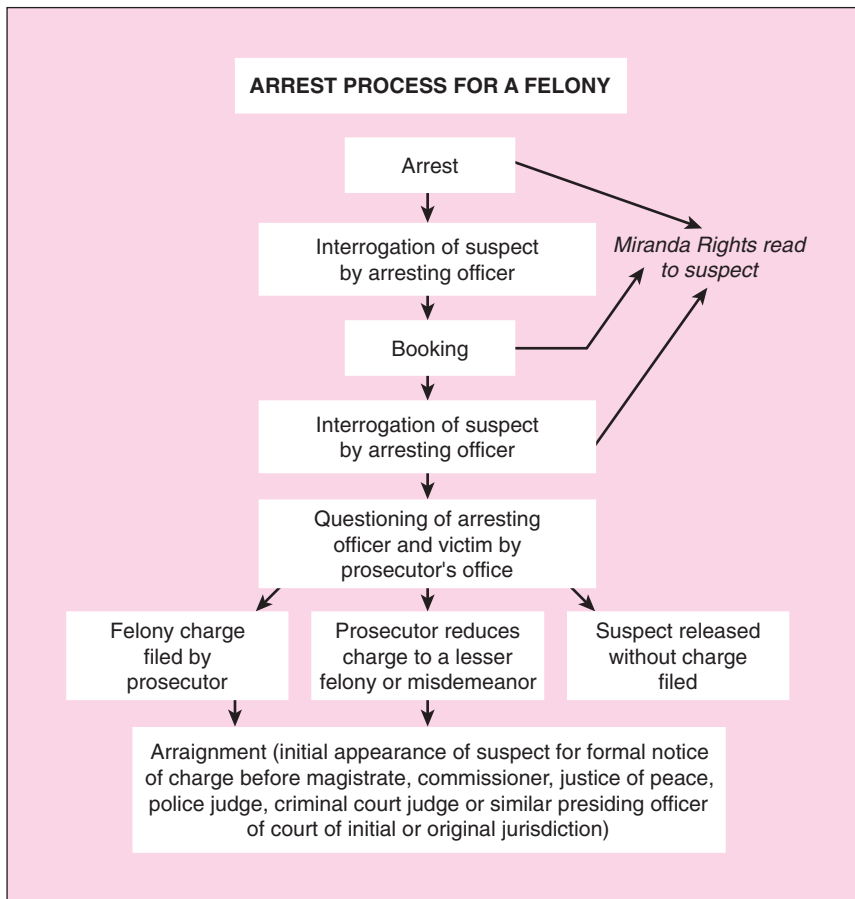 ARREST PROCESS FOR A FELONY
Arrest
Interrogation of suspect
by arresting officer
Miranda Rights read
to suspect
Booking
Interrogation of suspect
by arresting officer
Questioning of arresting
officer and victim by
prosecutor's office
Felony charge
filed by
prosecutor
Prosecutor reduces
charge to a lesser
felony or misdemeanor
Suspect released
without charge
filed
Arraignment (initial appearance of suspect for formal notice
of charge before magistrate, commissioner, justice of peace,
police judge, criminal court judge or similar presiding officer
of court of initial or original jurisdiction)